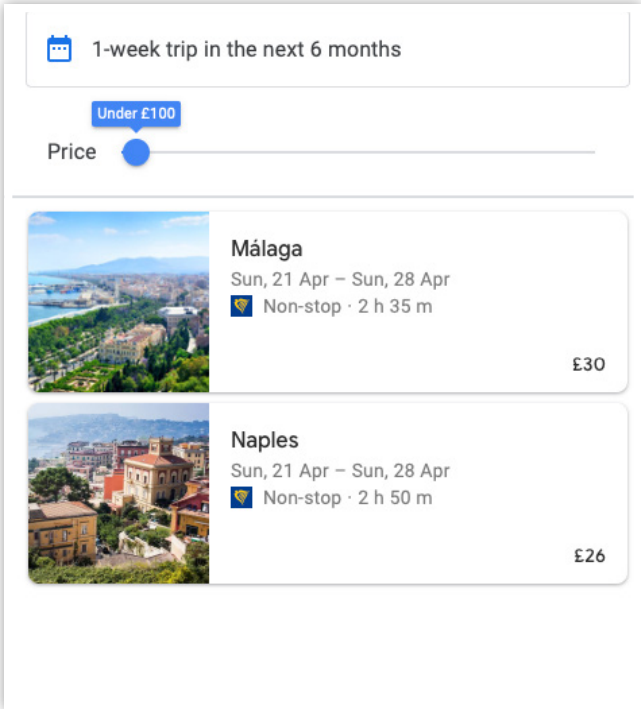 1-week trip in the next 6 months
Under £100
Price
Málaga
Sun, 21 Apr – Sun, 28 Apr
Non-stop · 2 h 35 m
£30
Naples
Sun, 21 Apr – Sun, 28 Apr
Non-stop · 2 h 50 m
£26